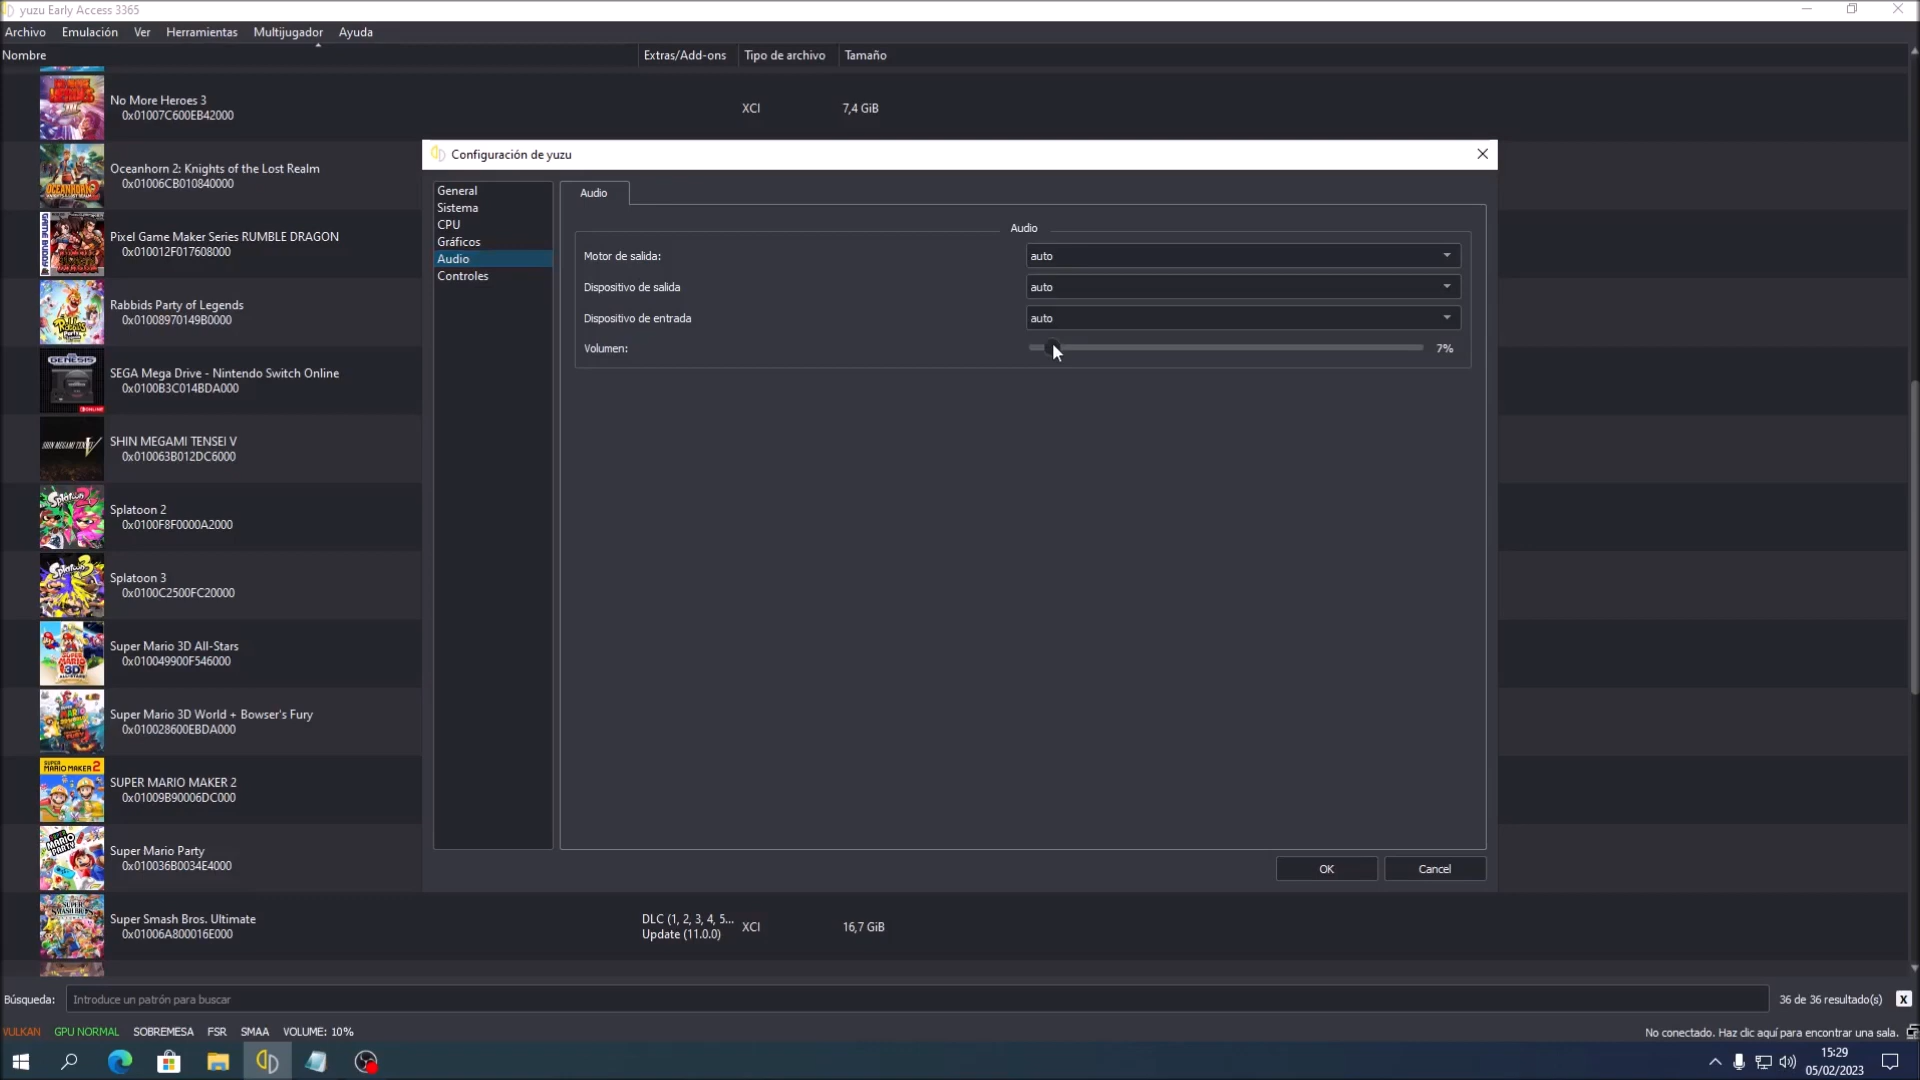 yuzu Early Access 3365
Archivo Emulación Ver Herramientas Multijugador Ayuda
Nombre Extras/Add-ons Tipo de archivo Tamaño
No More Heroes 3
0x01007C600EB42000
XCI 7,4 GiB
Oceanhorn 2: Knights of the Lost Realm
0x01006CB010840000
Pixel Game Maker Series RUMBLE DRAGON
0x010012F017608000
Rabbids Party of Legends
0x01008970149B0000
SEGA Mega Drive - Nintendo Switch Online
0x0100B3C014BDA000
SHIN MEGAMI TENSEI V
0x010063B012DC6000
Splatoon 2
0x0100F8F0000A2000
Splatoon 3
0x0100C2500FC20000
Super Mario 3D All-Stars
0x010049900F546000
Super Mario 3D World + Bowser's Fury
0x010028600EBDA000
SUPER MARIO MAKER 2
0x01009B90006DC000
Super Mario Party
0x010036B0034E4000
Super Smash Bros. Ultimate
0x01006A800016E000
DLC (1, 2, 3, 4, 5...
Update (11.0.0)
XCI 16,7 GiB
Configuración de yuzu
General
Sistema
CPU
Gráficos
Audio
Controles
Audio
Audio
Motor de salida: auto
Dispositivo de salida auto
Dispositivo de entrada auto
Volumen: 7%
OK Cancel
Búsqueda: Introduce un patrón para buscar 36 de 36 resultado(s) X
VULKAN GPU NORMAL SOBREMESA FSR SMAA VOLUME: 10% No conectado. Haz clic aquí para encontrar una sala.
15:29
05/02/2023